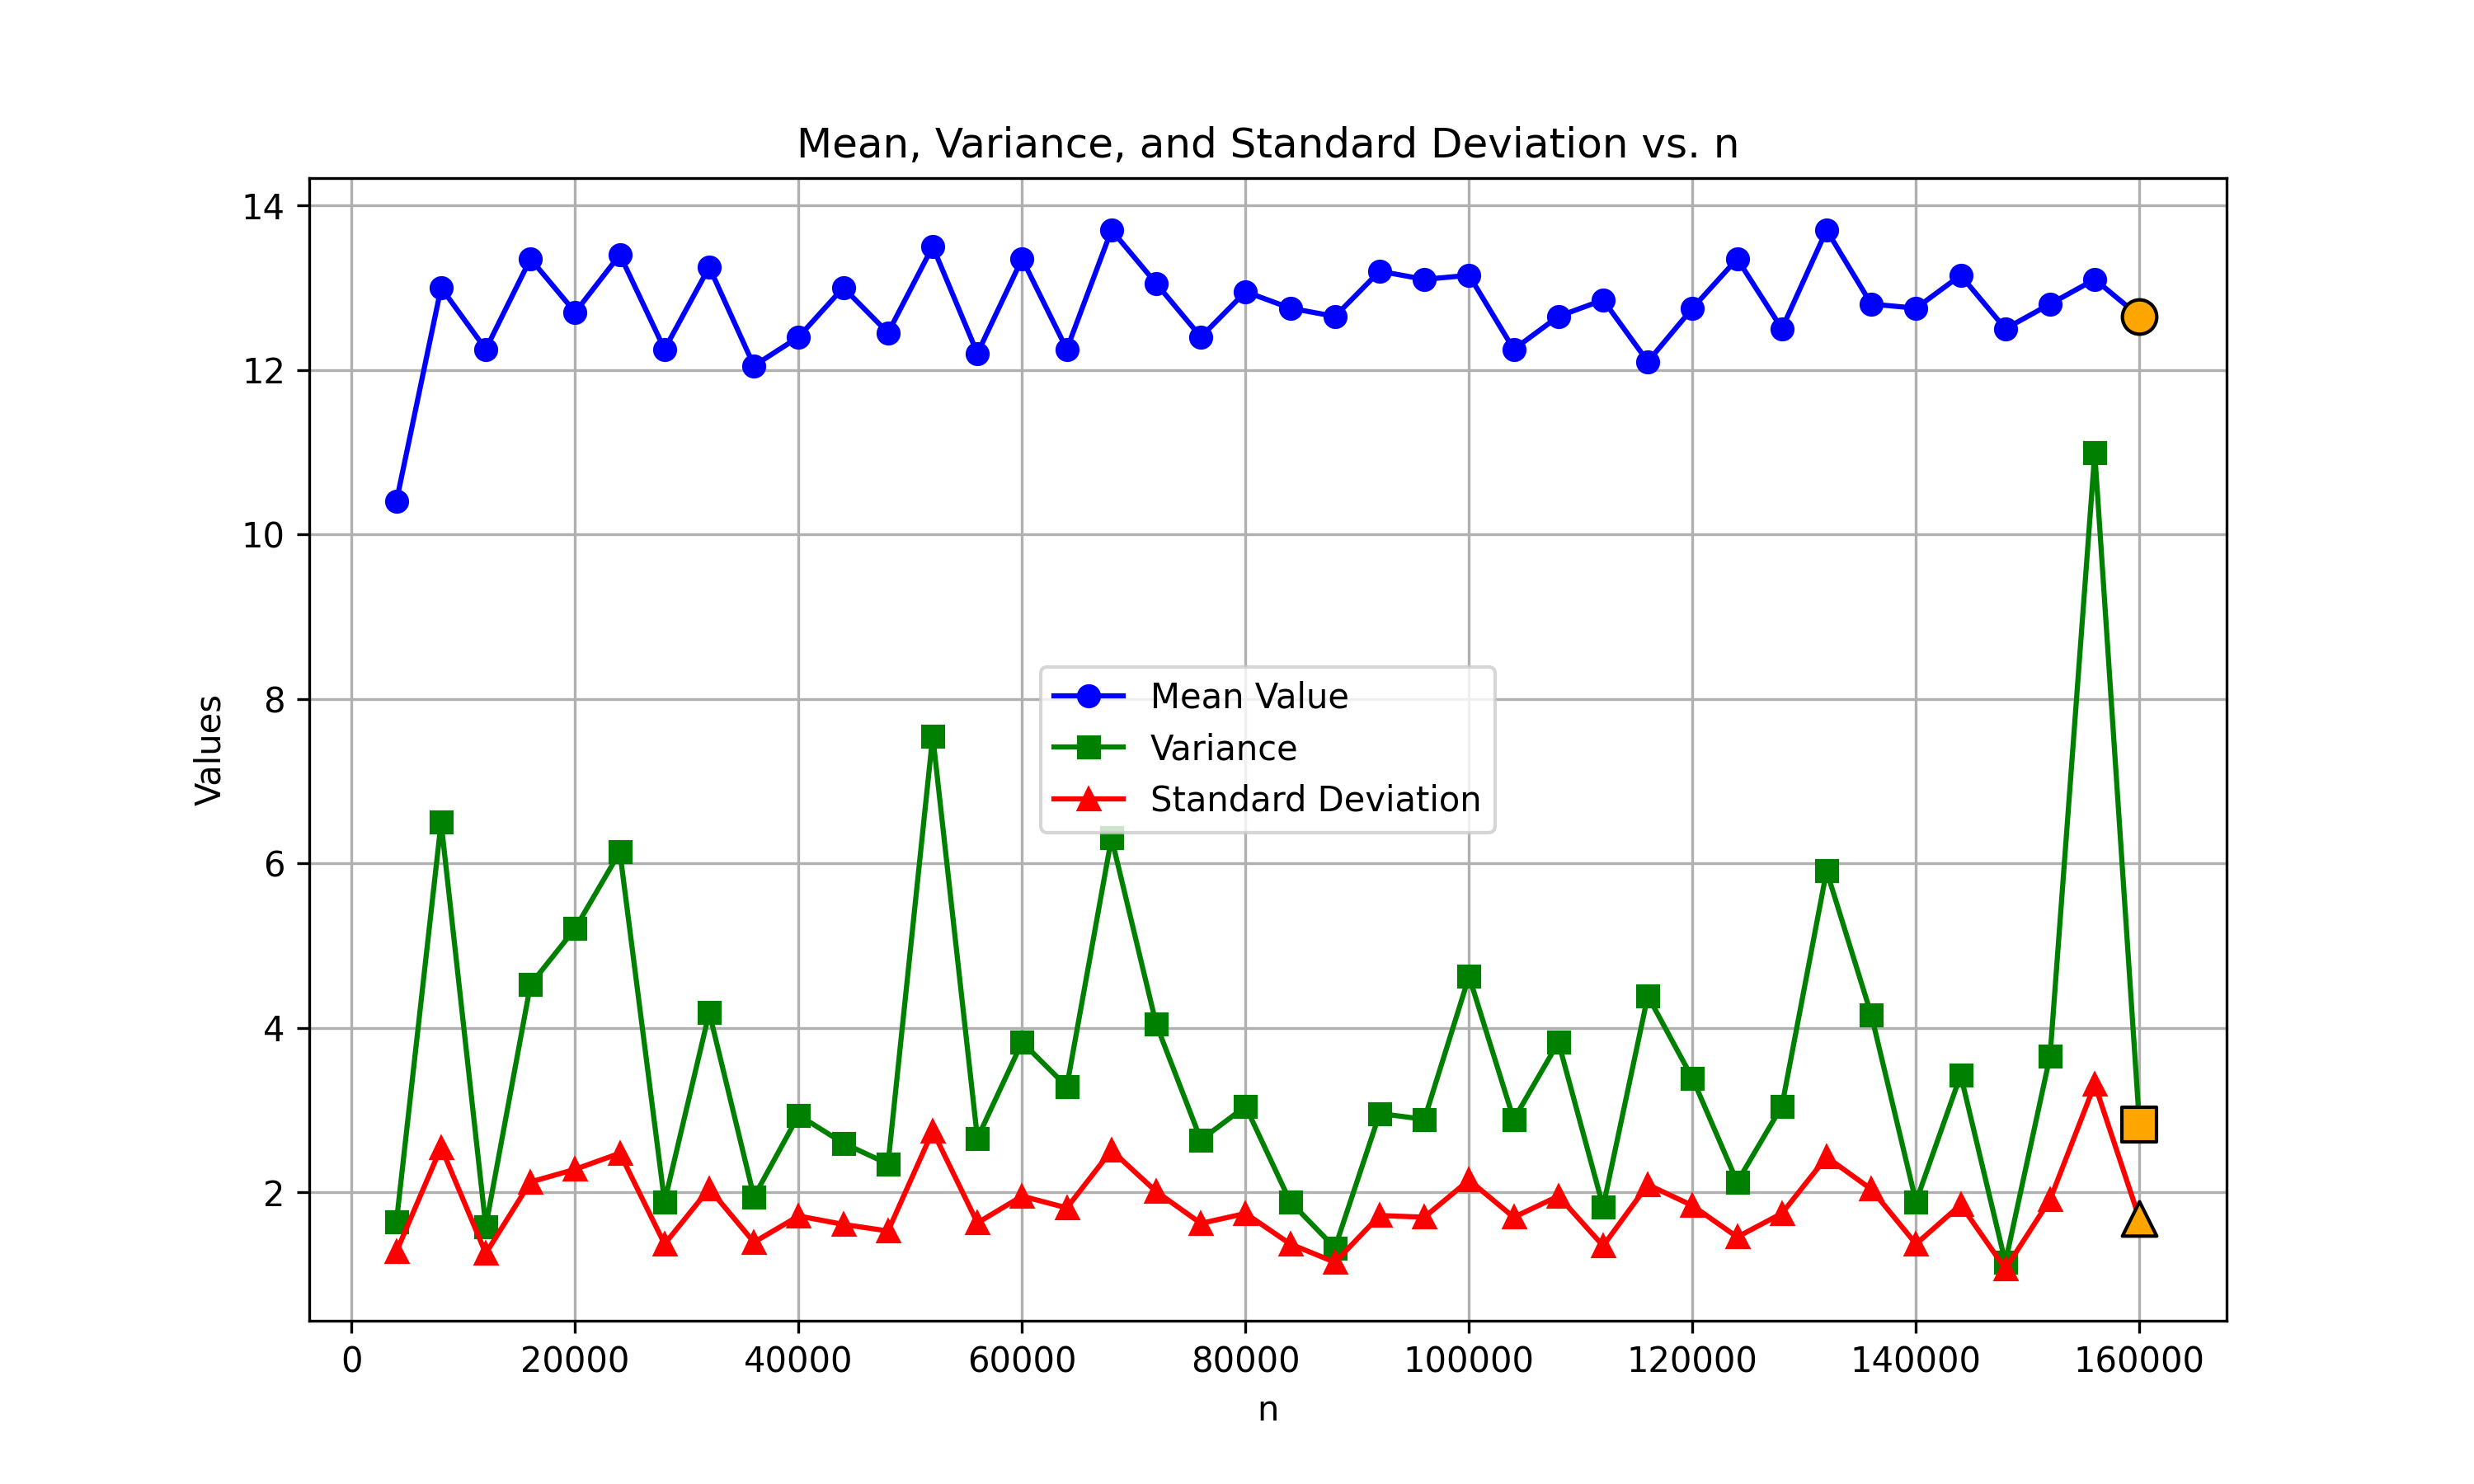 Mean, Variance, and Standard Deviation vs. n
14
12
10
8
6
4
2
Values
Mean Value
Variance
Standard Deviation
0 20000 40000 60000 80000 100000 120000 140000 160000
n